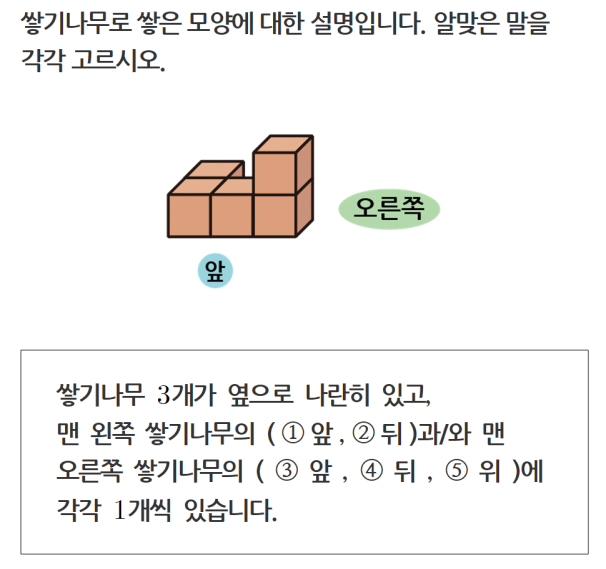 쌓기나무로 쌓은 모양에 대한 설명입니다. 알맞은 말을
각각 고르시오.
오른쪽
앞
쌓기나무 3개가 옆으로 나란히 있고,
맨 왼쪽 쌓기나무의 ( ① 앞 , ② 뒤 )과/와 맨
오른쪽 쌓기나무의 ( ③ 앞 , ④ 뒤 , ⑤ 위 )에
각각 1개씩 있습니다.